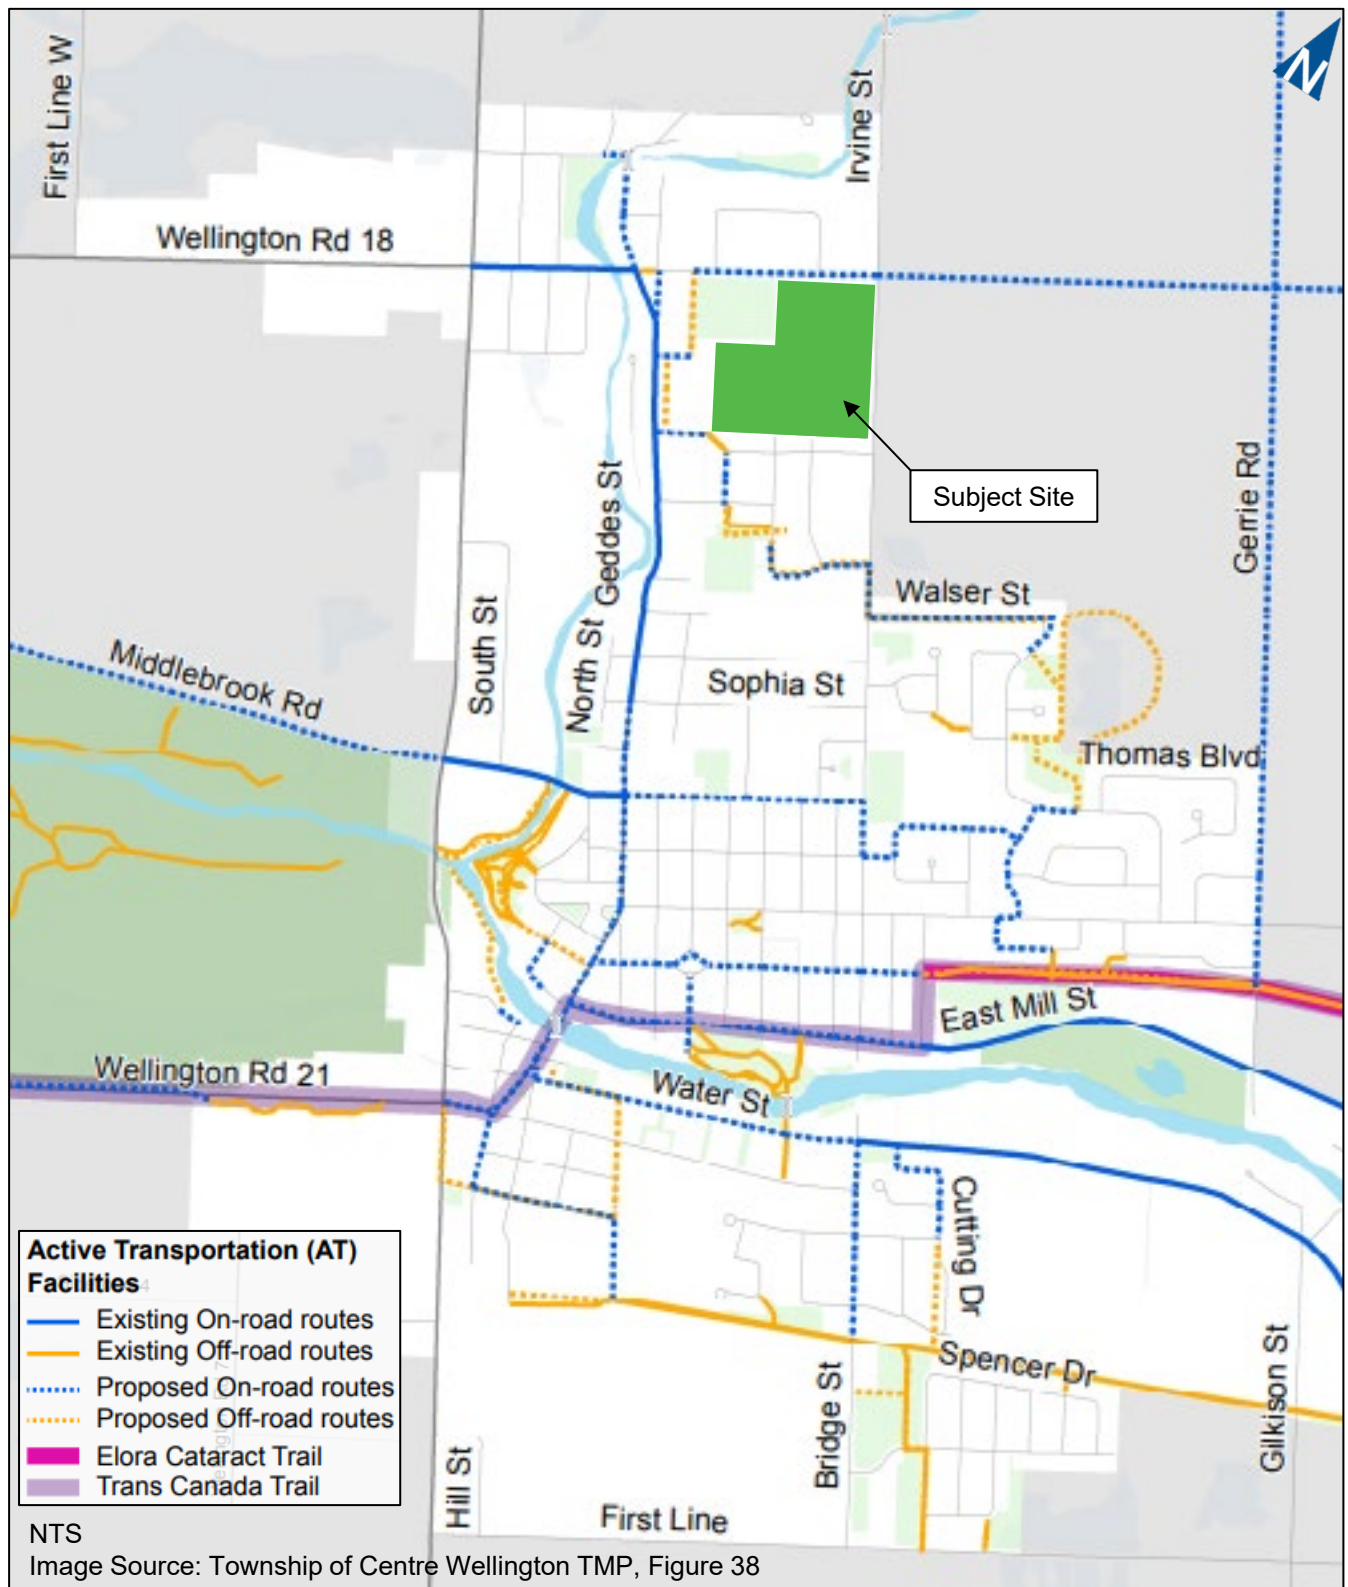 First Line W
N
Irvine St
Wellington Rd 18
Subject Site
Geddes St
Gerrie Rd
Walser St
South St
North St
Middlebrook Rd
Sophia St
Thomas Blvd
East Mill St
Wellington Rd 21
Water St
Cutting Dr
Spencer Dr
Bridge St
Gilkison St
Hill St
First Line
Active Transportation (AT)
Facilities
Existing On-road routes
Existing Off-road routes
Proposed On-road routes
Proposed Off-road routes
Elora Cataract Trail
Trans Canada Trail
NTS
Image Source: Township of Centre Wellington TMP, Figure 38